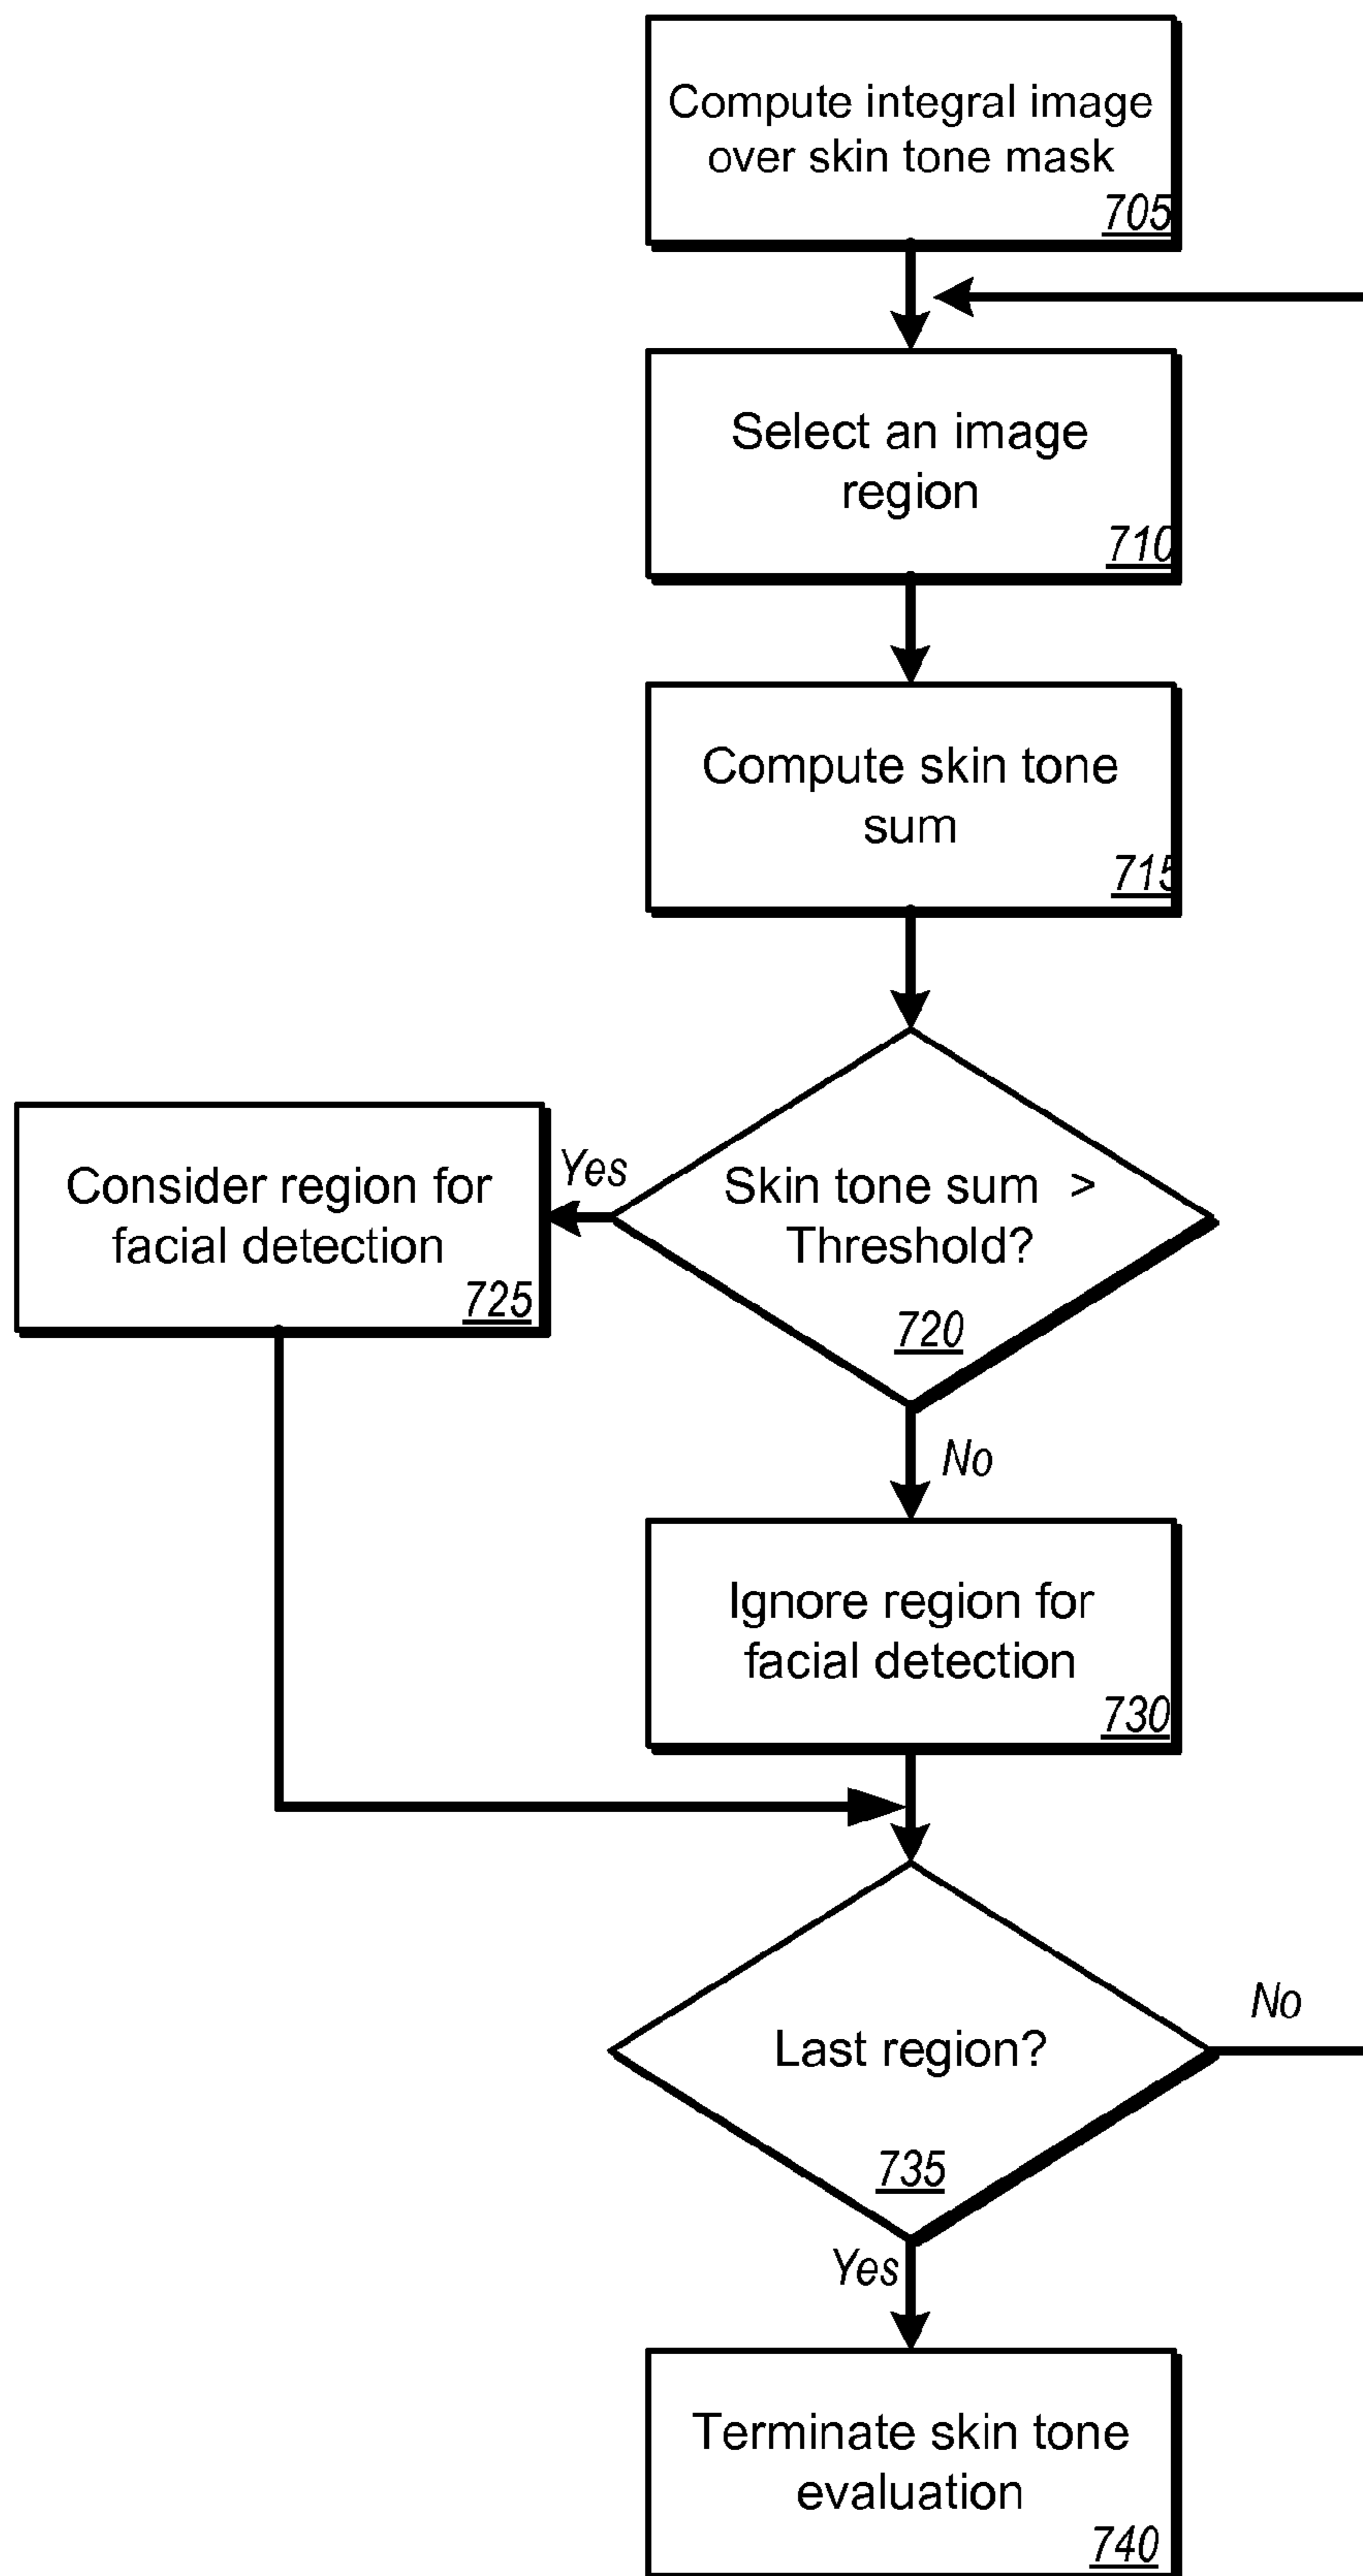 Compute integral image
over skin tone mask
705
Select an image
region
710
Compute skin tone
sum
715
Skin tone sum >
Threshold?
720
Yes
Consider region for
facial detection
725
No
Ignore region for
facial detection
730
Last region?
735
No
Yes
Terminate skin tone
evaluation
740